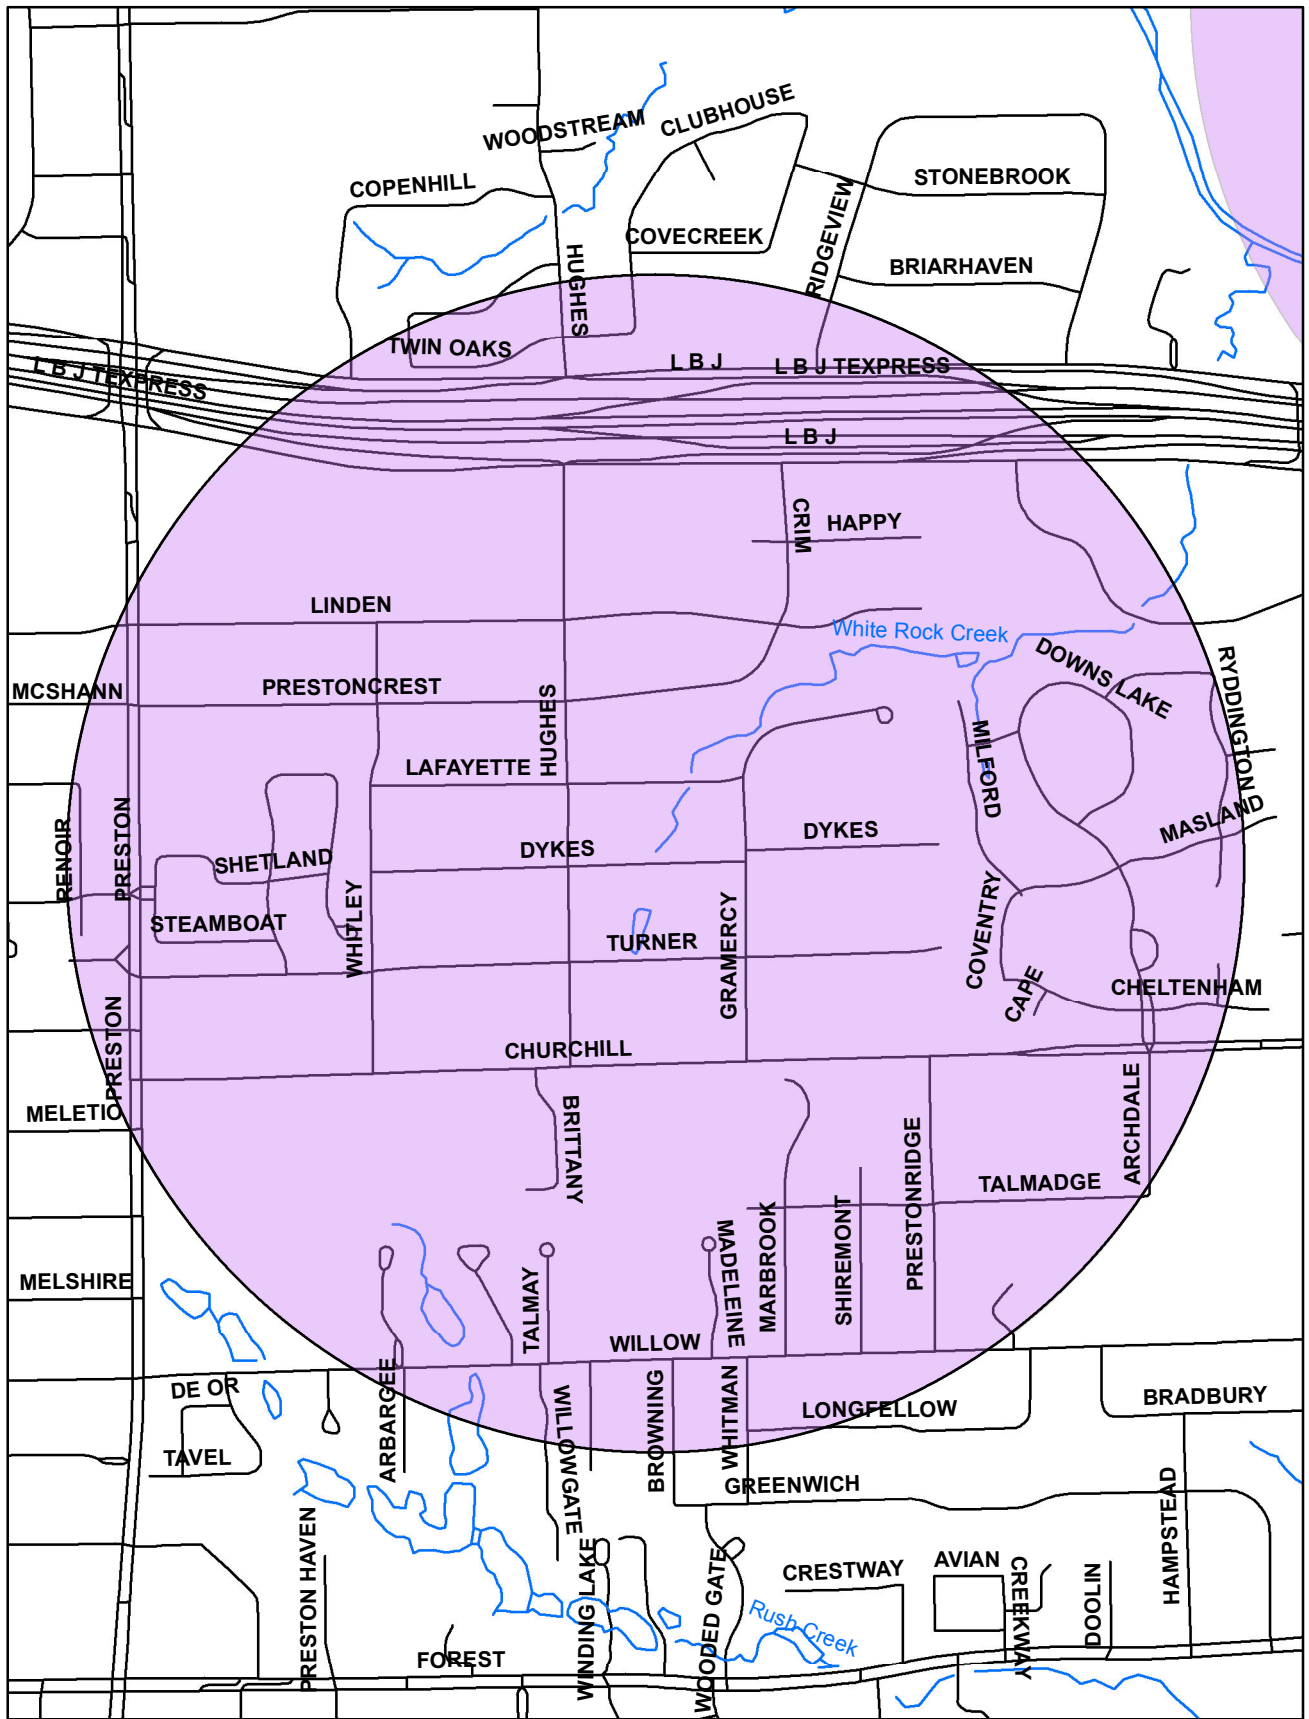 CLUBHOUSE
WOODSTREAM
COPENHILL
STONEBROOK
RIDGEVIEW
COVECREEK
BRIARHAVEN
HUGHES
TWIN OAKS
L B J
L B J TEXPRESS
L B J TEXPRESS
L B J
CRIM
HAPPY
LINDEN
White Rock Creek
DOWNS LAKE
RYDDINGTON
MCSHANN
PRESTONCREST
HUGHES
MILFORD
LAFAYETTE
RENOIR
PRESTON
MASLAND
DYKES
DYKES
SHETLAND
WHITLEY
STEAMBOAT
TURNER
GRAMERCY
COVENTRY
CAPE
CHELTENHAM
PRESTON
CHURCHILL
MELETIO
BRITTANY
PRESTONRIDGE
ARCHDALE
TALMADGE
MELSHIRE
TALMAY
MADELEINE
MARBROOK
SHIREMONT
WILLOW
DE OR
ARBARGEE
WILLOWGATE
BROWNING
WHITMAN
LONGFELLOW
BRADBURY
TAVEL
GREENWICH
HAMPSTEAD
PRESTON HAVEN
WINDING LAKE
WOODED GATE
CRESTWAY
AVIAN
CREEKWAY
DOOLIN
Rush Creek
FOREST